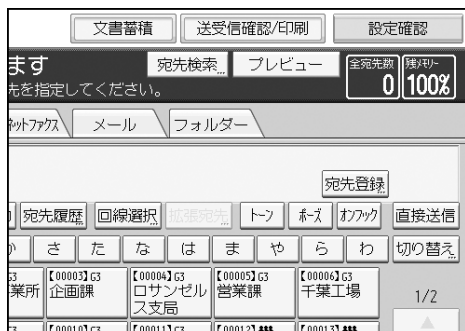 文書蓄積 送受信確認/印刷 設定確認
ます 宛先検索 プレビュー 全宛先数 残メモリー
先を指定してください。 0 100%
ネットファクス メール フォルダー
宛先登録
宛先履歴 回線選択 拡張宛先 トーン ポーズ オンフック 直接送信
か さ た な は ま や ら わ 切り替え
G3 【00003】G3 【00004】G3 【00005】G3 【00006】G3
業所 企画課 ロサンゼル 営業課 千葉工場 1/2
ス支局
【00010】G3 【00011】G3 【00012】 【00013】